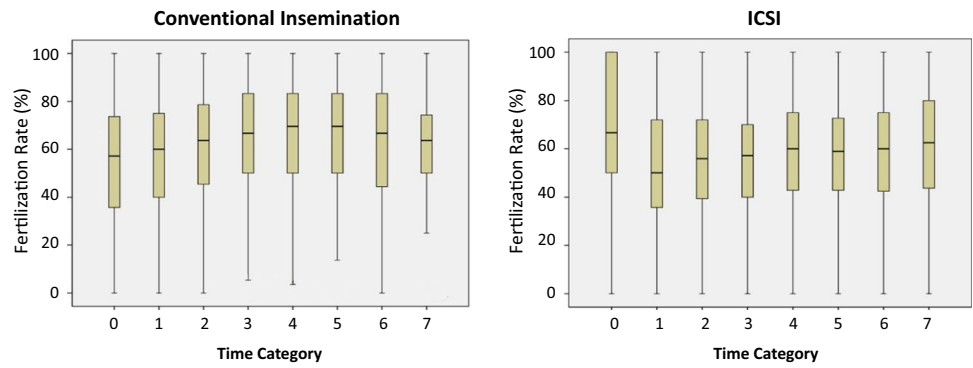 Conventional Insemination
Fertilization Rate (%)
100
80
60
40
20
0
0 1 2 3 4 5 6 7
Time Category
ICSI
Fertilization Rate (%)
100
80
60
40
20
0
0 1 2 3 4 5 6 7
Time Category